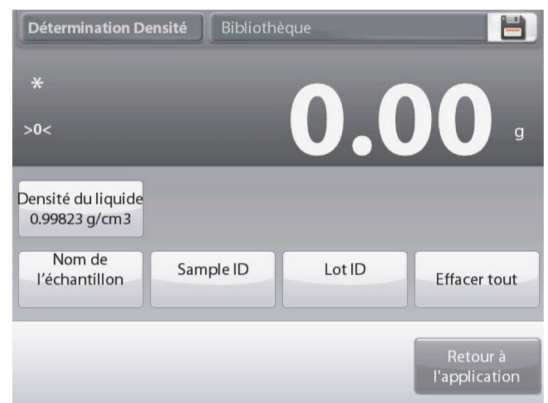 Détermination Densité
Bibliothèque
*
>0<
0.00 g
Densité du liquide
0.99823 g/cm3
Nom de
l'échantillon
Sample ID
Lot ID
Effacer tout
Retour à
l'application